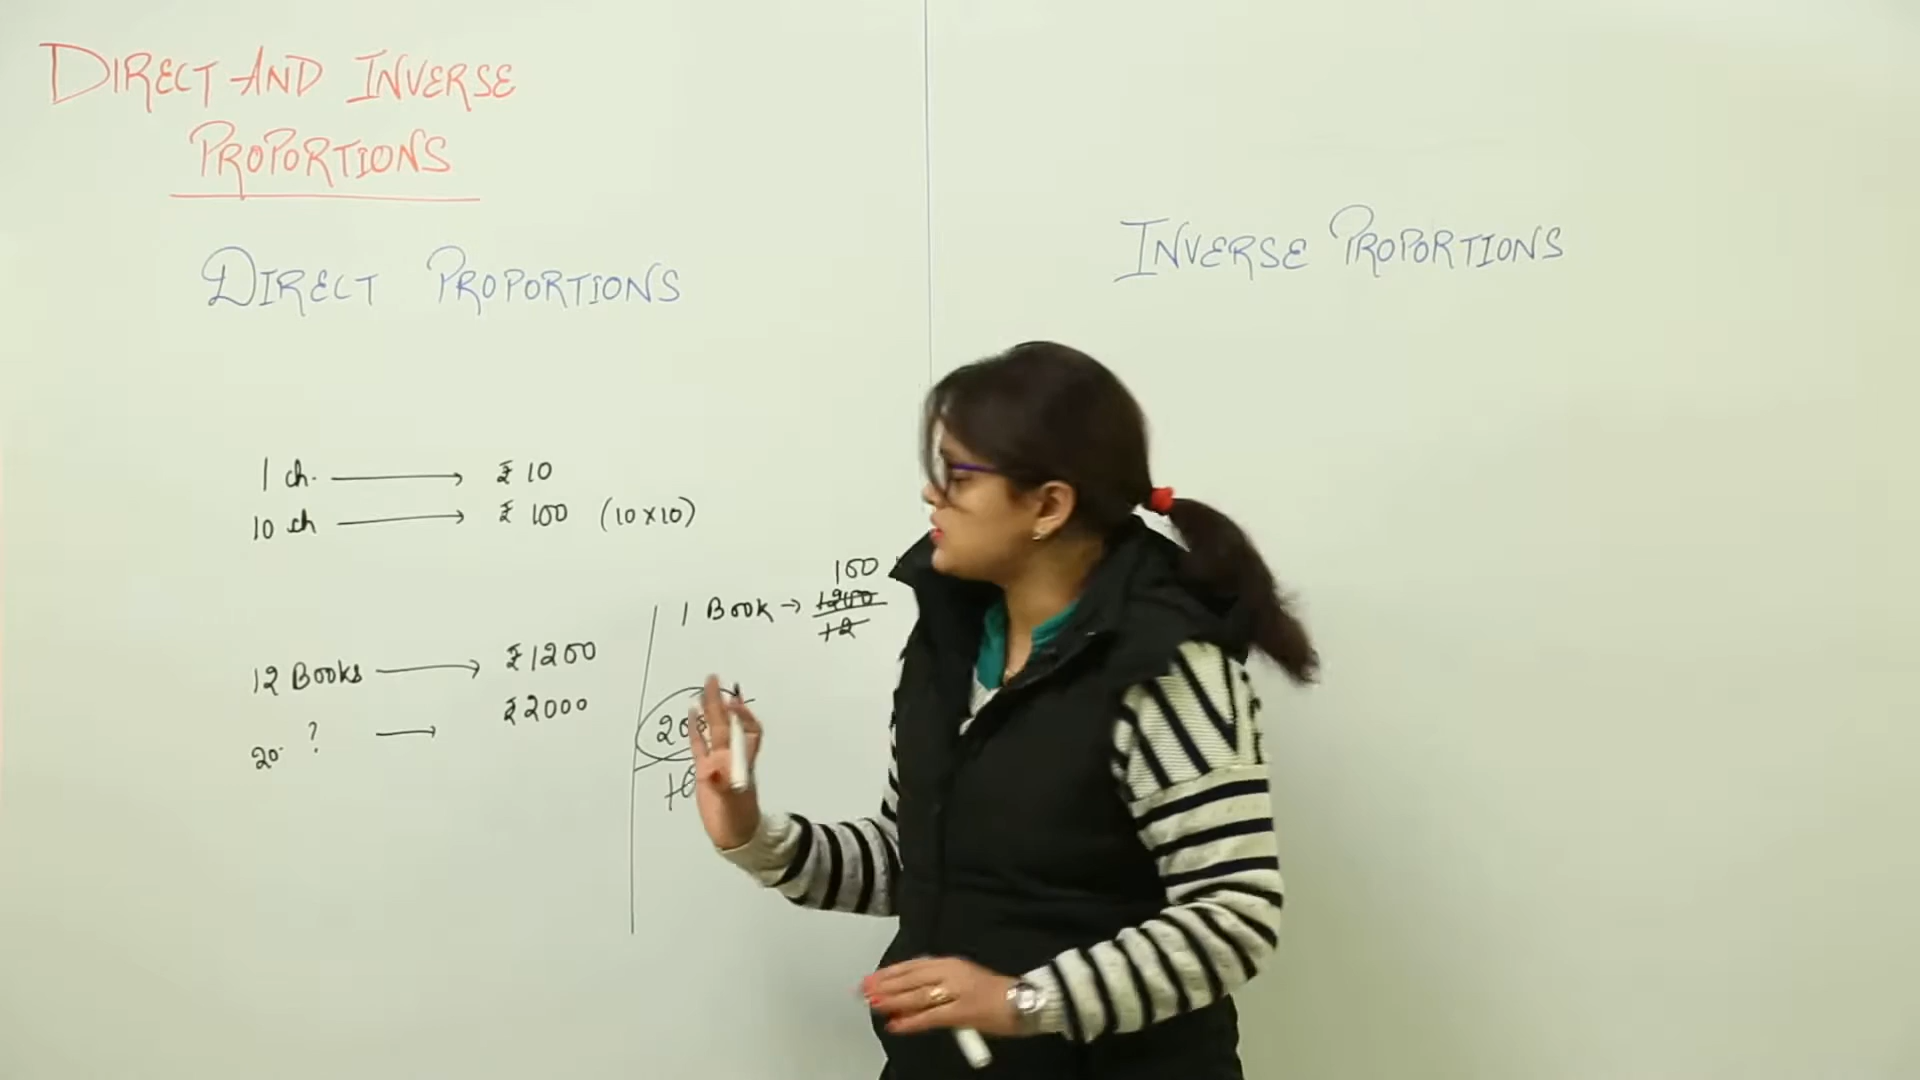 DIRECT AND INVERSE
PROPORTIONS
DIRECT PROPORTIONS
1 ch. → ₹ 10
10 ch → ₹ 100 (10×10)
12 Books → ₹1200
20 ? → ₹2000
1 Book → 1200/12 100
INVERSE PROPORTIONS